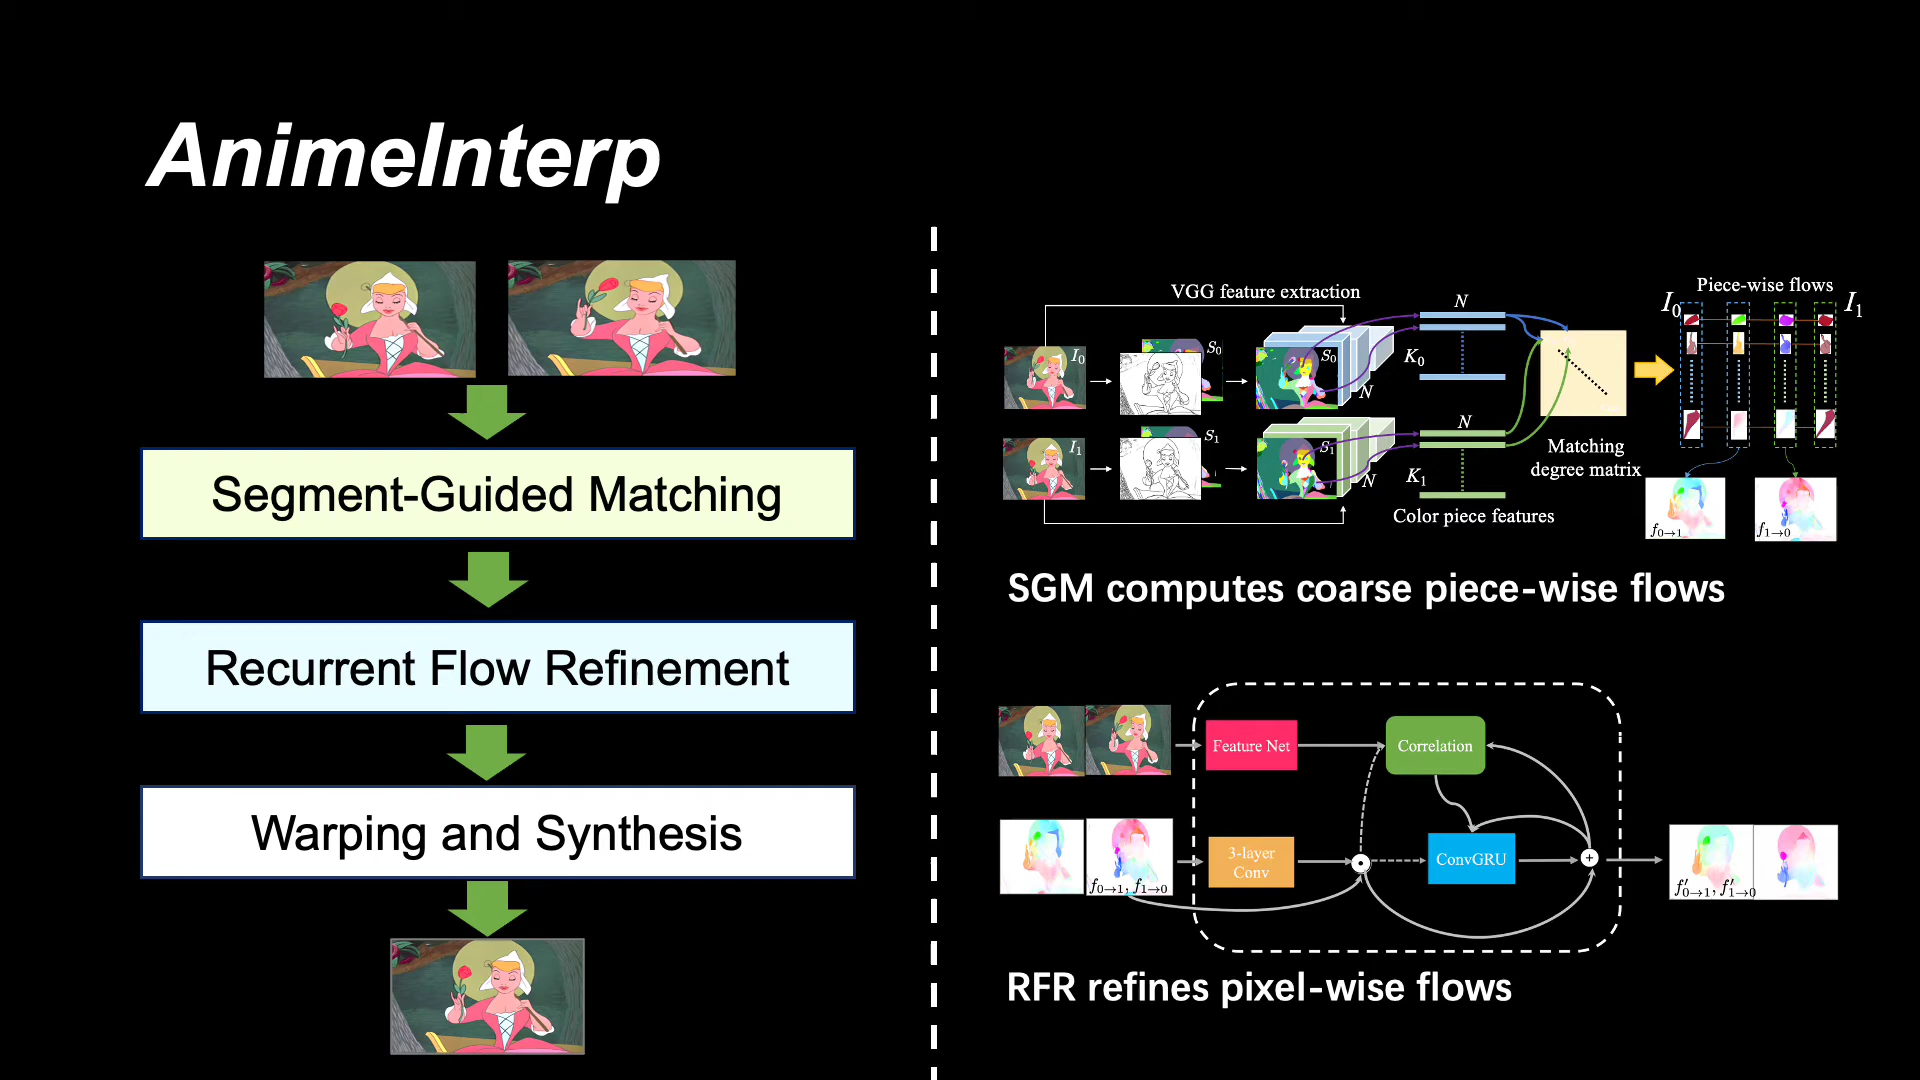 AnimeInterp
Segment-Guided Matching
Recurrent Flow Refinement
Warping and Synthesis
VGG feature extraction
I0
S0
S0
N
N
K0
I1
S1
S1
N
N
K1
Color piece features
Matching
degree matrix
Piece-wise flows
I0
I1
f0→1
f1→0
SGM computes coarse piece-wise flows
Feature Net
Correlation
3-layer
Conv
ConvGRU
+
f0→1, f1→0
f′0→1, f′1→0
RFR refines pixel-wise flows